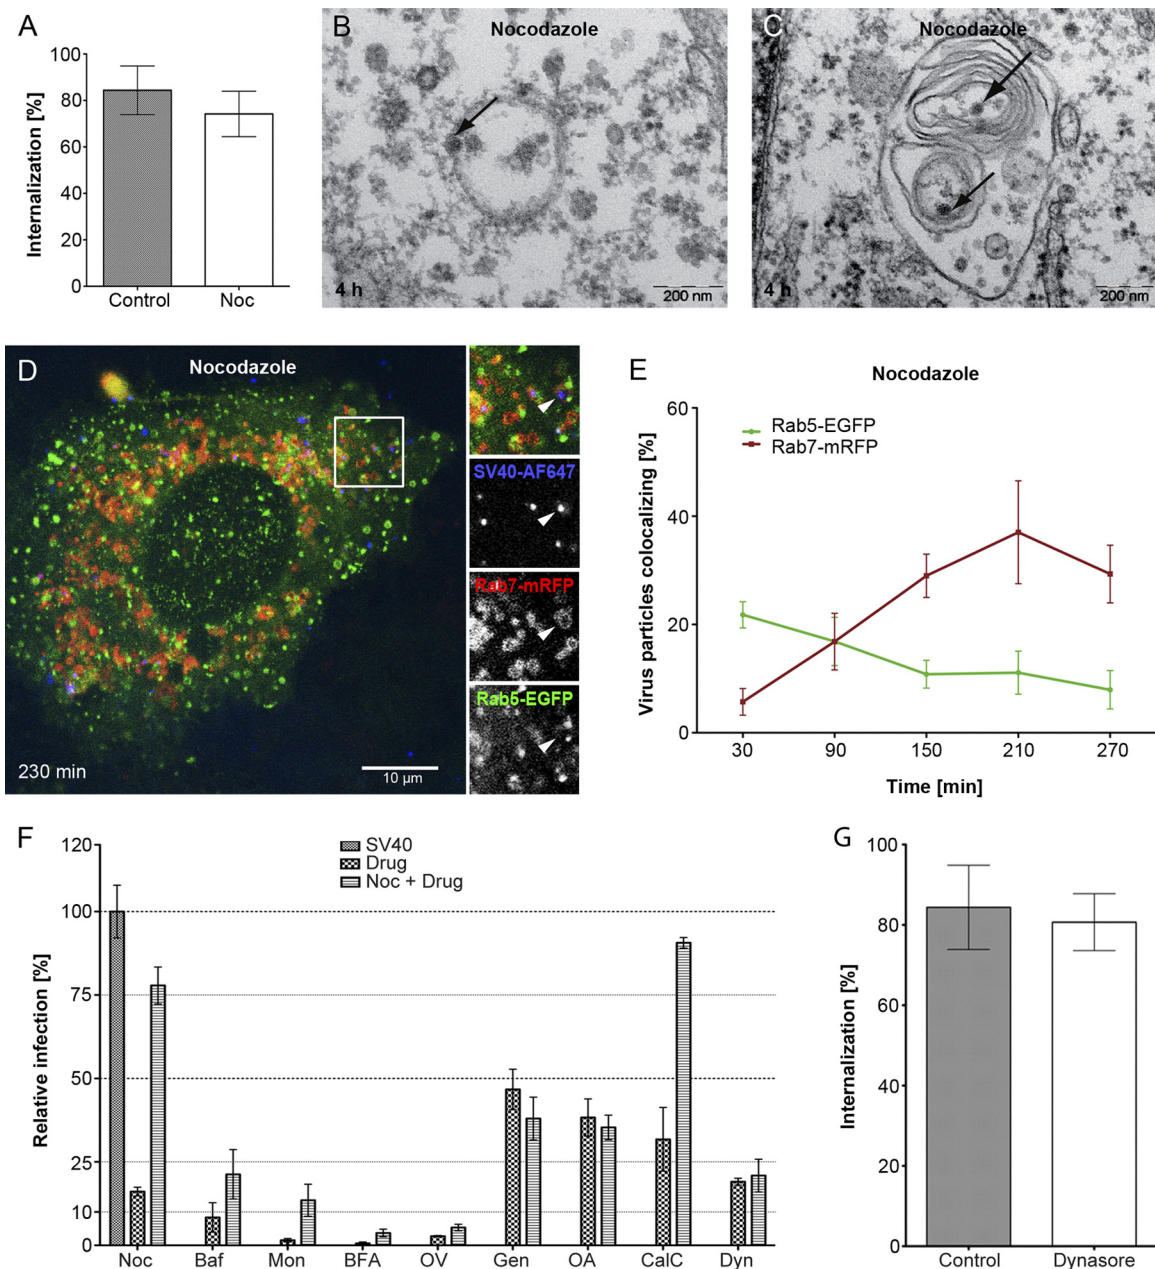 A
Internalization [%]
100
80
60
40
20
0
Control
Noc
B
Nocodazole
4 h
200 nm
C
Nocodazole
4 h
200 nm
D
Nocodazole
230 min
10 µm
SV40-AF647
Rab7-mRFP
Rab5-EGFP
E
Nocodazole
Rab5-EGFP
Rab7-mRFP
Virus particles colocalizing [%]
60
40
20
0
30
90
150
210
270
Time [min]
F
SV40
Drug
Noc + Drug
Relative infection [%]
120
100
75
50
25
10
0
Noc
Baf
Mon
BFA
OV
Gen
OA
CalC
Dyn
G
Internalization [%]
100
80
60
40
20
0
Control
Dynasore